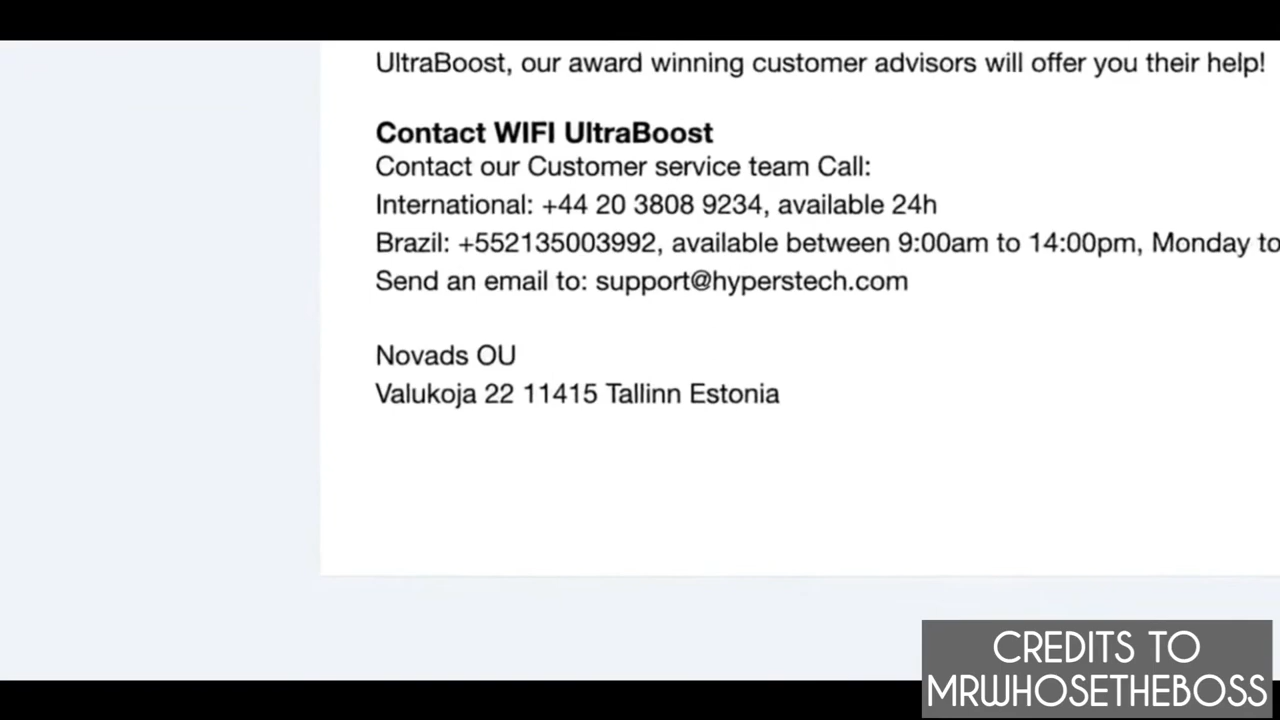 UltraBoost, our award winning customer advisors will offer you their help!
Contact WIFI UltraBoost
Contact our Customer service team Call:
International: +44 20 3808 9234, available 24h
Brazil: +552135003992, available between 9:00am to 14:00pm, Monday to
Send an email to: support@hyperstech.com
Novads OU
Valukoja 22 11415 Tallinn Estonia
CREDITS TO
MRWHOSETHEBOSS